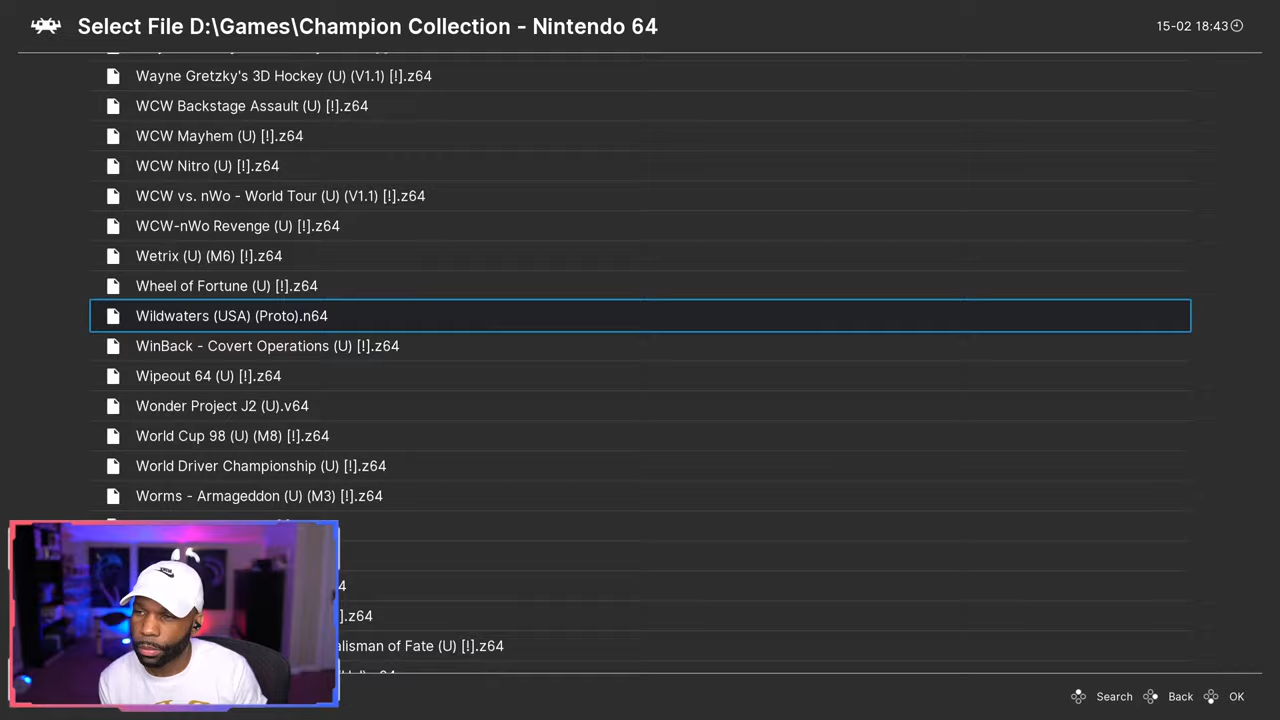 Select File D:\Games\Champion Collection - Nintendo 64
15-02 18:43
Wayne Gretzky's 3D Hockey (U) (V1.1) [!].z64
WCW Backstage Assault (U) [!].z64
WCW Mayhem (U) [!].z64
WCW Nitro (U) [!].z64
WCW vs. nWo - World Tour (U) (V1.1) [!].z64
WCW-nWo Revenge (U) [!].z64
Wetrix (U) (M6) [!].z64
Wheel of Fortune (U) [!].z64
Wildwaters (USA) (Proto).n64
WinBack - Covert Operations (U) [!].z64
Wipeout 64 (U) [!].z64
Wonder Project J2 (U).v64
World Cup 98 (U) (M8) [!].z64
World Driver Championship (U) [!].z64
Worms - Armageddon (U) (M3) [!].z64
4
].z64
alisman of Fate (U) [!].z64
Search Back OK